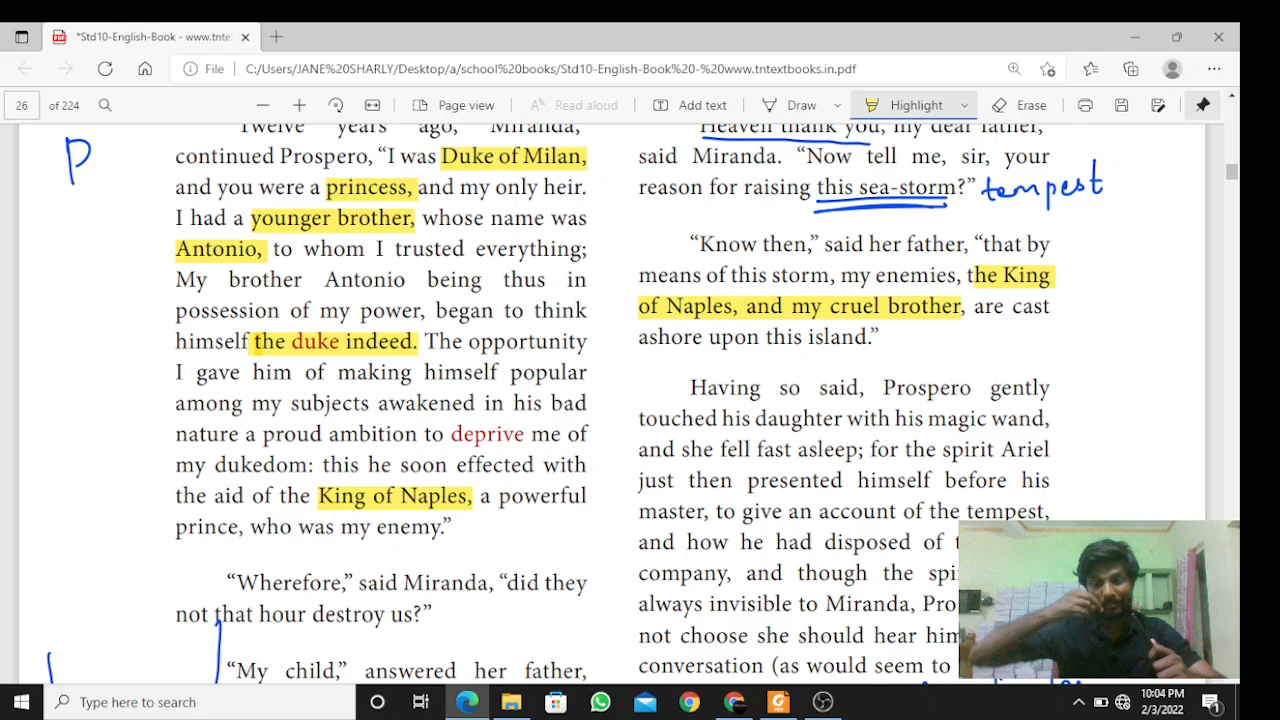 *Std10-English-Book - www.tnte
File C:/Users/JANE%20SHARLY/Desktop/a/school%20books/Std10-English-Book%20-%20www.tntextbooks.in.pdf
26 of 224 Page view Read aloud Add text Draw Highlight Erase
P
Twelve years ago, Miranda,"
continued Prospero, “I was Duke of Milan,
and you were a princess, and my only heir.
I had a younger brother, whose name was
Antonio, to whom I trusted everything;
My brother Antonio being thus in
possession of my power, began to think
himself the duke indeed. The opportunity
I gave him of making himself popular
among my subjects awakened in his bad
nature a proud ambition to deprive me of
my dukedom: this he soon effected with
the aid of the King of Naples, a powerful
prince, who was my enemy.”
“Wherefore,” said Miranda, “did they
not that hour destroy us?”
“My child,” answered her father,
Heaven thank you, my dear father,
said Miranda. “Now tell me, sir, your
reason for raising this sea-storm?” tempest
“Know then,” said her father, “that by
means of this storm, my enemies, the King
of Naples, and my cruel brother, are cast
ashore upon this island.”
Having so said, Prospero gently
touched his daughter with his magic wand,
and she fell fast asleep; for the spirit Ariel
just then presented himself before his
master, to give an account of the tempest,
and how he had disposed of
company, and though the
always invisible to Miranda,
not choose she should hear
conversation (as would seem to
Type here to search
10:04 PM
2/3/2022